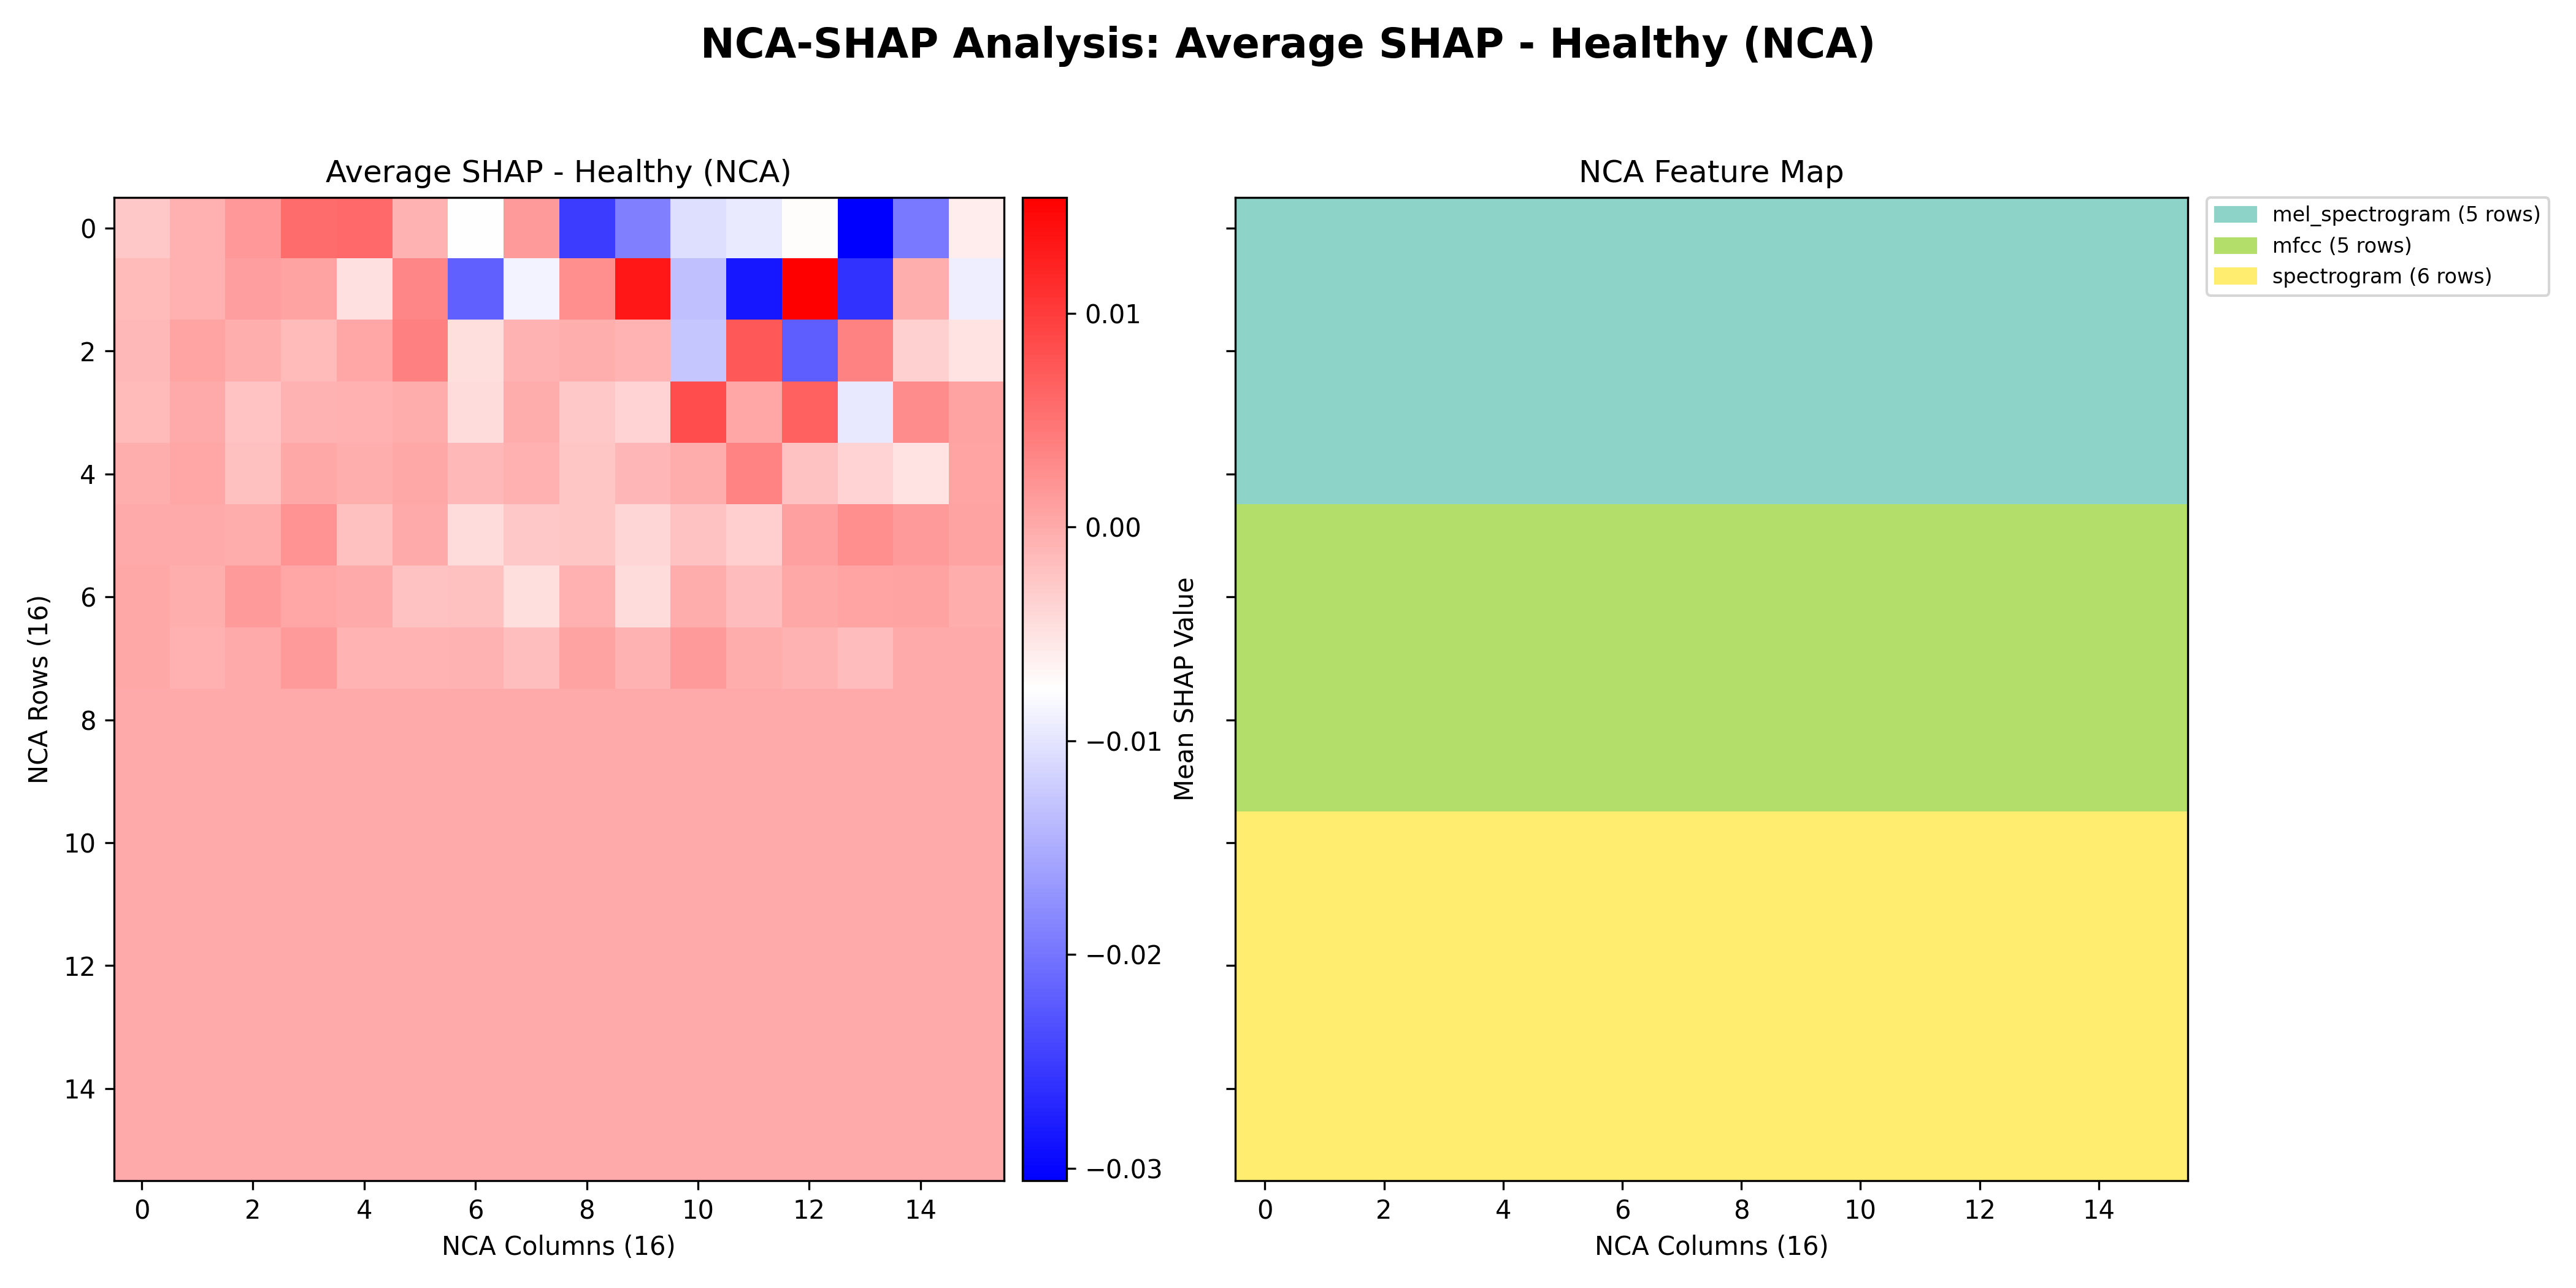 NCA-SHAP Analysis: Average SHAP - Healthy (NCA)
Average SHAP - Healthy (NCA)
0
2
4
6
8
10
12
14
NCA Rows (16)
0 2 4 6 8 10 12 14
NCA Columns (16)
0.01
0.00
−0.01
−0.02
−0.03
Mean SHAP Value
NCA Feature Map
0 2 4 6 8 10 12 14
NCA Columns (16)
mel_spectrogram (5 rows)
mfcc (5 rows)
spectrogram (6 rows)